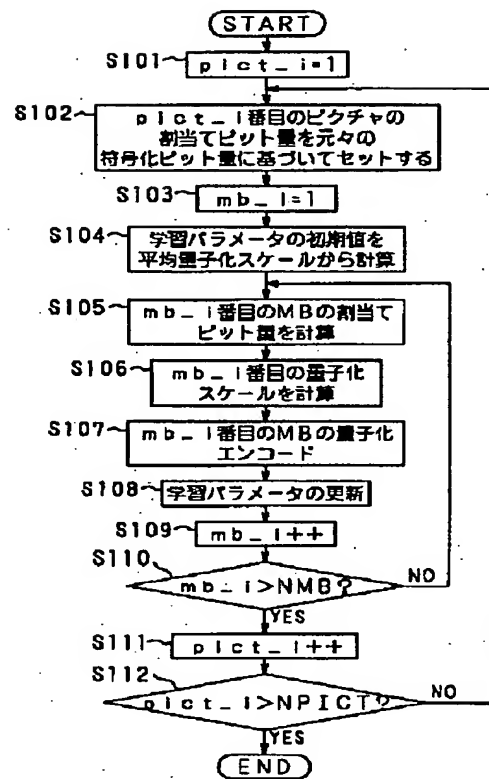 START
S101
pict_i=1
S102
pict_i番目のピクチャの
割当てビット量を元々の
符号化ビット量に基づいてセットする
S103
mb_i=1
S104
学習パラメータの初期値を
平均量子化スケールから計算
S105
mb_i番目のMBの割当て
ビット量を計算
S106
mb_i番目の量子化
スケールを計算
S107
mb_i番目のMBの量子化
エンコード
S108
学習パラメータの更新
S109
mb_i++
S110
mb_i>NMB?
NO
YES
S111
pict_i++
S112
pict_i>NPICT?
NO
YES
END